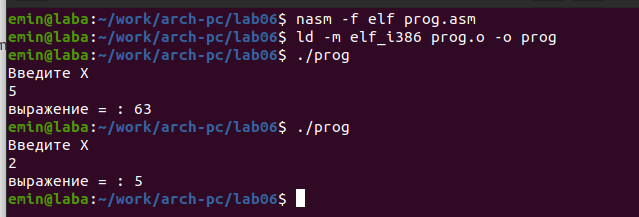 emin@laba:~/work/arch-pc/lab06$ nasm -f elf prog.asm
emin@laba:~/work/arch-pc/lab06$ ld -m elf_i386 prog.o -o prog
emin@laba:~/work/arch-pc/lab06$ ./prog
Введите X
5
выражение = : 63
emin@laba:~/work/arch-pc/lab06$ ./prog
Введите X
2
выражение = : 5
emin@laba:~/work/arch-pc/lab06$